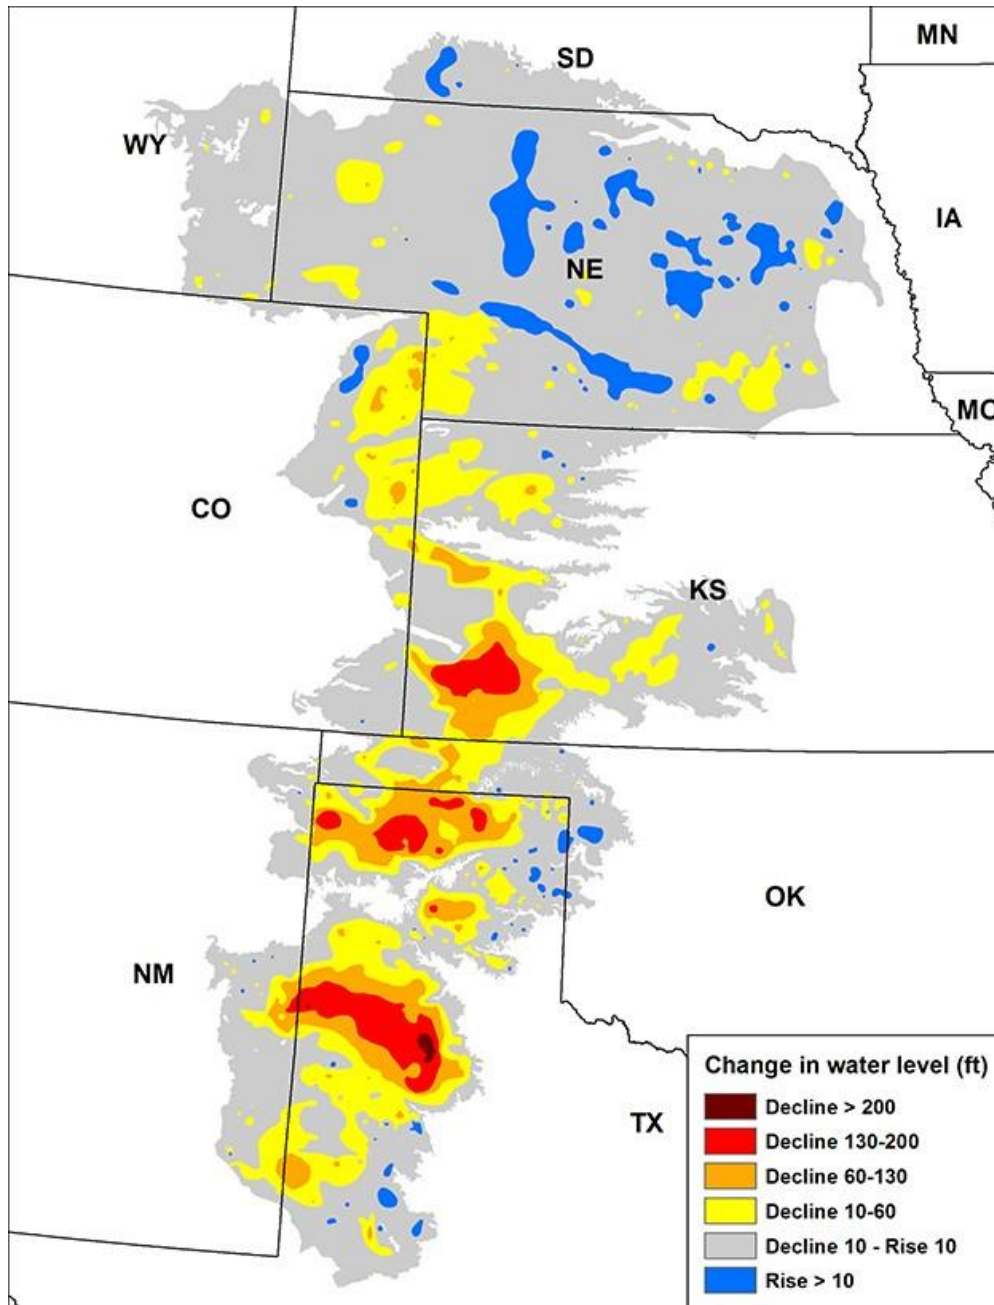 MN
SD
WY
IA
NE
MO
CO
KS
OK
NM
TX
Change in water level (ft)
Decline > 200
Decline 130-200
Decline 60-130
Decline 10-60
Decline 10 - Rise 10
Rise > 10